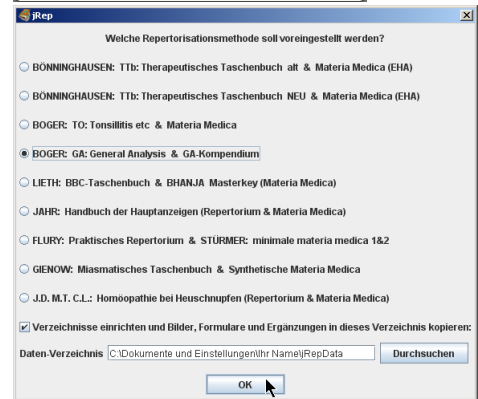 jRep
Welche Repertorisationsmethode soll voreingestellt werden?
BÖNNINGHAUSEN: TTb: Therapeutisches Taschenbuch alt & Materia Medica (EHA)
BÖNNINGHAUSEN: TTb: Therapeutisches Taschenbuch NEU & Materia Medica (EHA)
BOGER: TO: Tonsillitis etc & Materia Medica
BOGER: GA: General Analysis & GA-Kompendium
LIETH: BBC-Taschenbuch & BHANJA Masterkey (Materia Medica)
JAHR: Handbuch der Hauptanzeigen (Repertorium & Materia Medica)
FLURY: Praktisches Repertorium & STÜRMER: minimale materia medica 1&2
GIENOW: Miasmatisches Taschenbuch & Synthetische Materia Medica
J.D. M.T. C.L.: Homöopathie bei Heuschnupfen (Repertorium & Materia Medica)
Verzeichnisse einrichten und Bilder, Formulare und Ergänzungen in dieses Verzeichnis kopieren:
Daten-Verzeichnis C:\Dokumente und Einstellungen\Ihr Name\jRepData Durchsuchen
OK